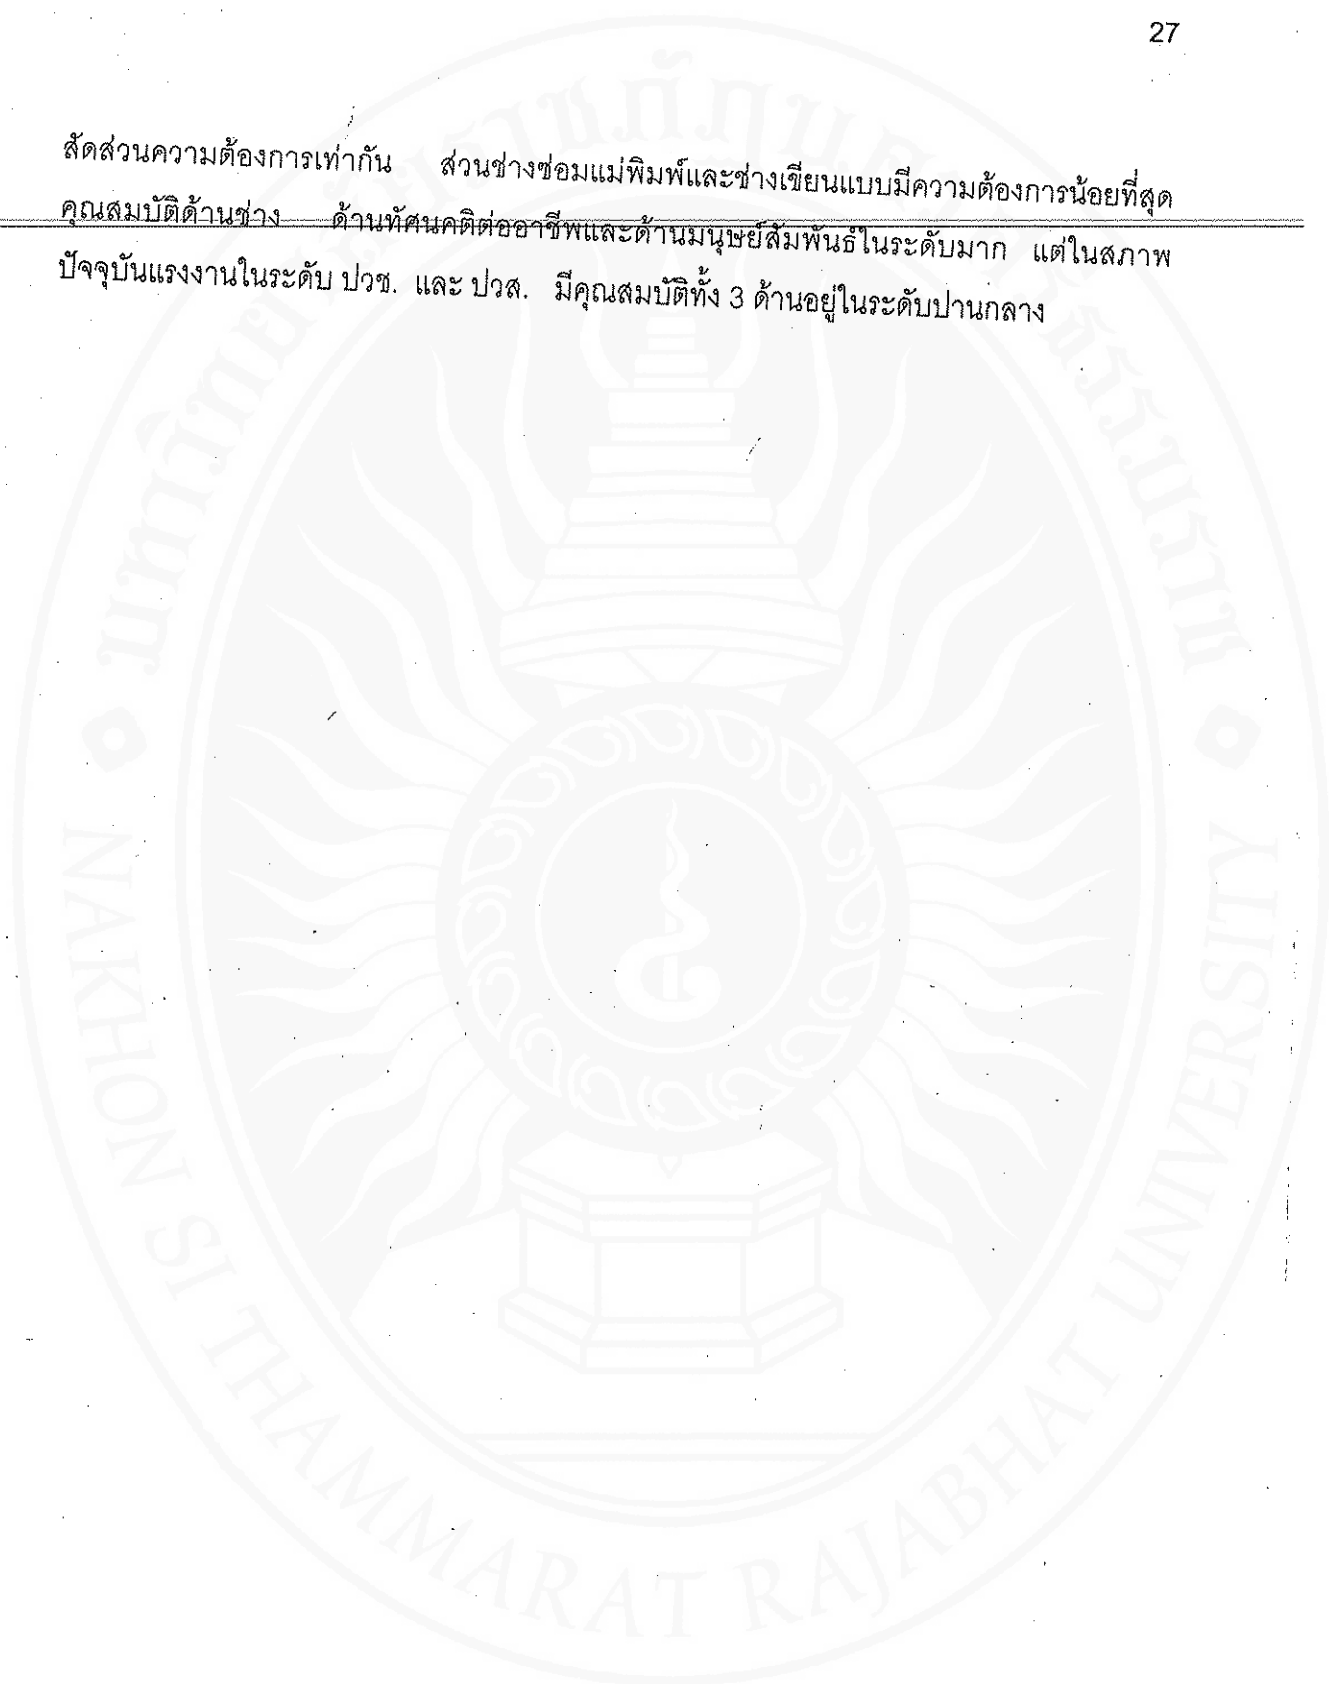 27
สัดส่วนความต้องการเท่ากัน ส่วนช่างซ่อมแม่พิมพ์และช่างเขียนแบบมีความต้องการน้อยที่สุด
คุณสมบัติด้านช่าง ด้านทัศนคติต่ออาชีพและด้านมนุษย์สัมพันธ์ในระดับมาก แต่ในสภาพ
ปัจจุบันแรงงานในระดับ ปวช. และ ปวส. มีคุณสมบัติทั้ง 3 ด้านอยู่ในระดับปานกลาง
NAKHON SI THAMMARAT RAJABHAT UNIVERSITY